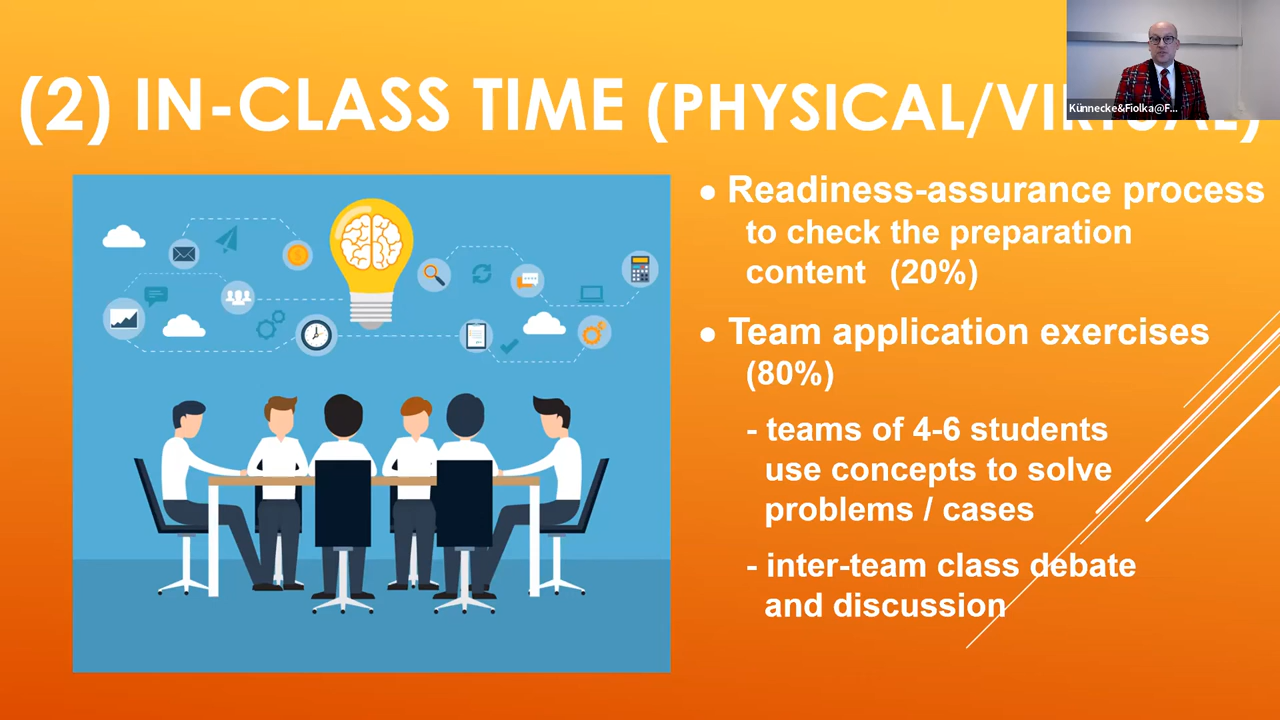 (2) IN-CLASS TIME (PHYSICAL/VIRTUAL)
Künnecke&Fiolka@F...
● Readiness-assurance process
to check the preparation
content (20%)
● Team application exercises
(80%)
- teams of 4-6 students
use concepts to solve
problems / cases
- inter-team class debate
and discussion